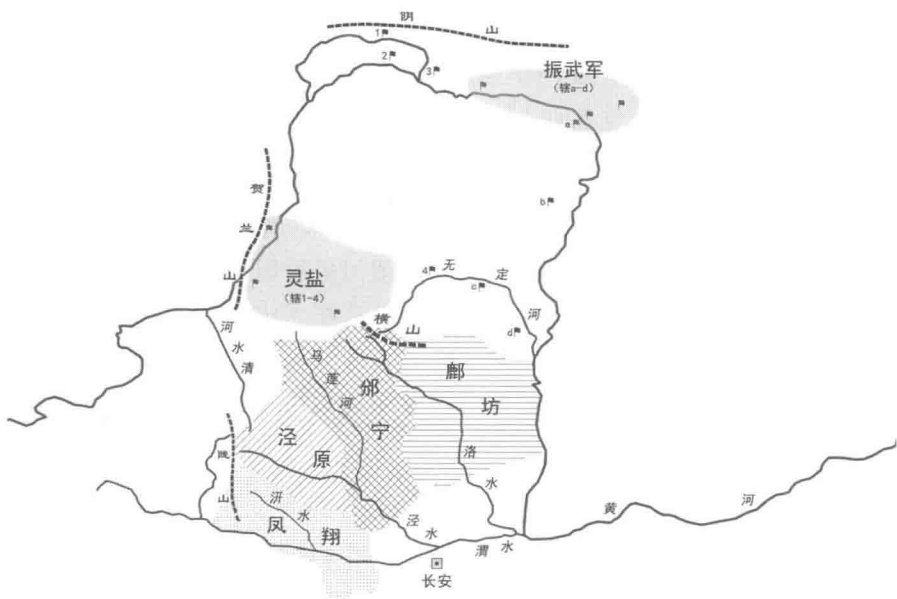 阴山
1
2
3
振武军
(辖a-d)
a
b
贺兰山
灵盐
(辖1-4)
4
无定河
c
d
横山
河水清
马莲河
邠宁
鄜坊
洛水
泾原
陇山
汧水
凤翔
泾水
渭水
黄河
长安